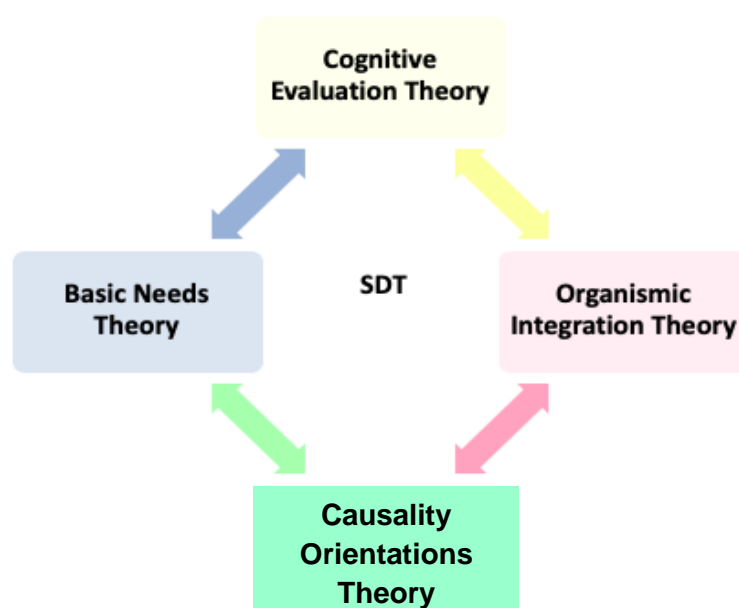 Cognitive
Evaluation Theory
Basic Needs
Theory
SDT
Organismic
Integration Theory
Causality
Orientations
Theory